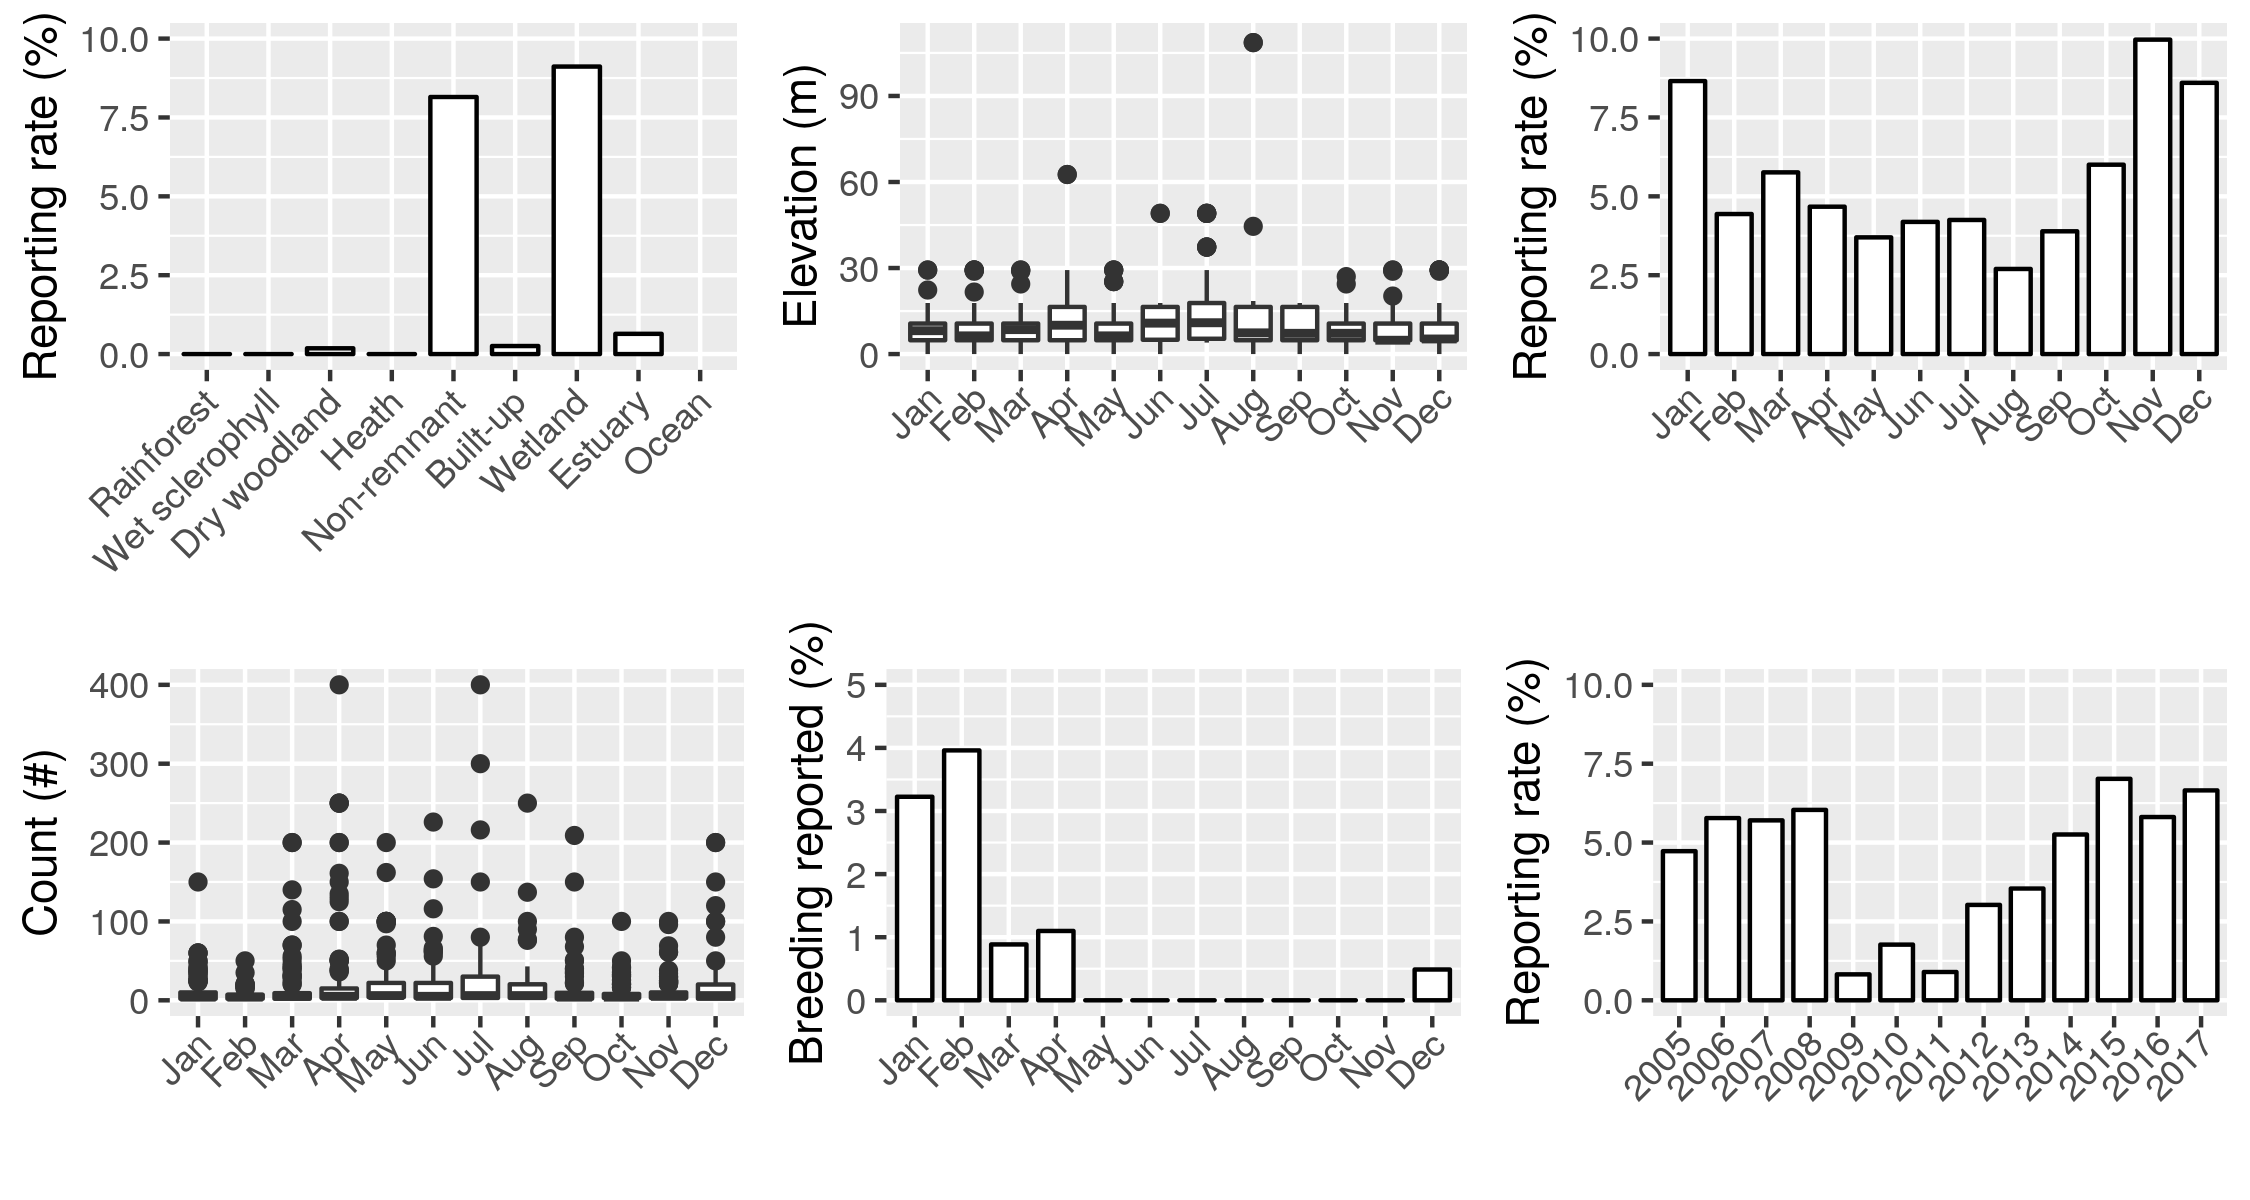 Reporting rate (%)
10.0
7.5
5.0
2.5
0.0
Rainforest
Wet sclerophyll
Dry woodland
Heath
Non-remnant
Built-up
Wetland
Estuary
Ocean
Elevation (m)
90
60
30
0
Jan
Feb
Mar
Apr
May
Jun
Jul
Aug
Sep
Oct
Nov
Dec
Reporting rate (%)
10.0
7.5
5.0
2.5
0.0
Jan
Feb
Mar
Apr
May
Jun
Jul
Aug
Sep
Oct
Nov
Dec
Count (#)
400
300
200
100
0
Jan
Feb
Mar
Apr
May
Jun
Jul
Aug
Sep
Oct
Nov
Dec
Breeding reported (%)
5
4
3
2
1
0
Jan
Feb
Mar
Apr
May
Jun
Jul
Aug
Sep
Oct
Nov
Dec
Reporting rate (%)
10.0
7.5
5.0
2.5
0.0
2005
2006
2007
2008
2009
2010
2011
2012
2013
2014
2015
2016
2017